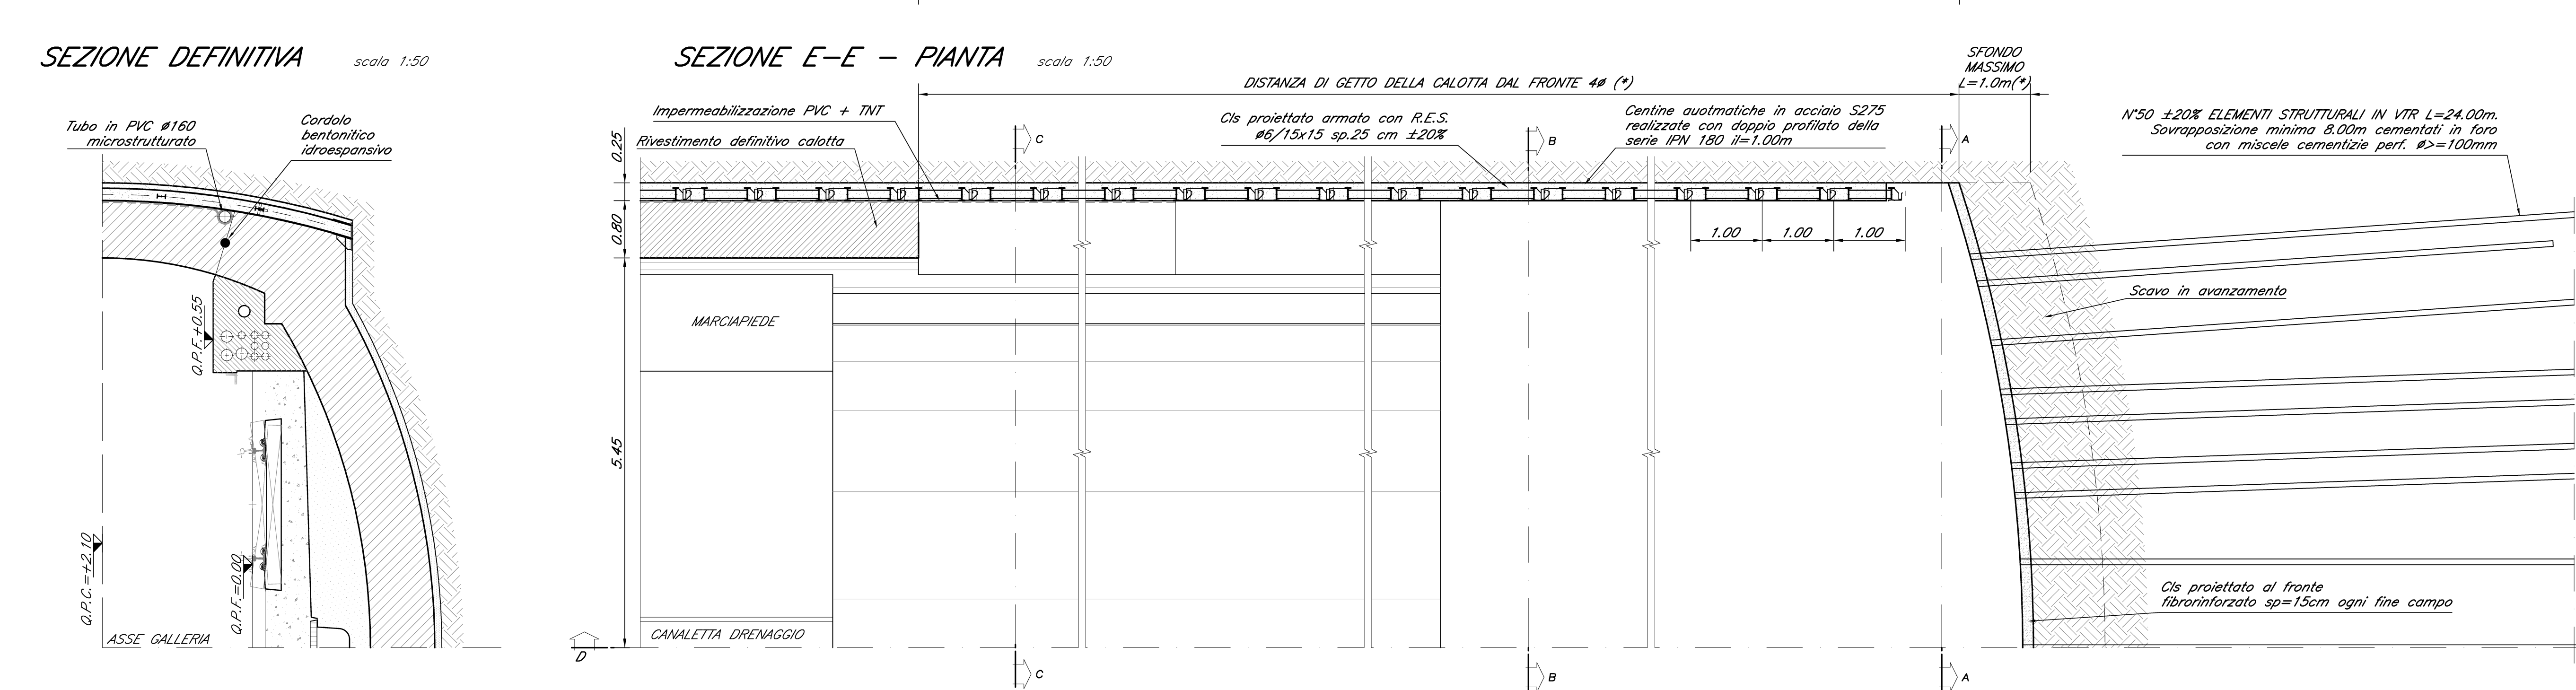 SEZIONE DEFINITIVA
scala 1:50
Tubo in PVC ø160
microstrutturato
Cordolo
bentonitico
idroespansivo
Q.P.F.+0.55
Q.P.C.=+2.10
Q.P.F.=0.00
ASSE GALLERIA
SEZIONE E-E - PIANTA
scala 1:50
DISTANZA DI GETTO DELLA CALOTTA DAL FRONTE 4ø (*)
SFONDO
MASSIMO
L=1.0m(*)
Impermeabilizzazione PVC + TNT
Rivestimento definitivo calotta
Cls proiettato armato con R.E.S.
ø6/15x15 sp.25 cm ±20%
Centine auotmatiche in acciaio S275
realizzate con doppio profilato della
serie IPN 180 il=1.00m
N°50 ±20% ELEMENTI STRUTTURALI IN VTR L=24.00m.
Sovrapposizione minima 8.00m cementati in foro
con miscele cementizie perf. ø>=100mm
C
B
A
0.25
0.80
5.45
1.00
1.00
1.00
Scavo in avanzamento
MARCIAPIEDE
Cls proiettato al fronte
fibrorinforzato sp=15cm ogni fine campo
CANALETTA DRENAGGIO
D
C
B
A